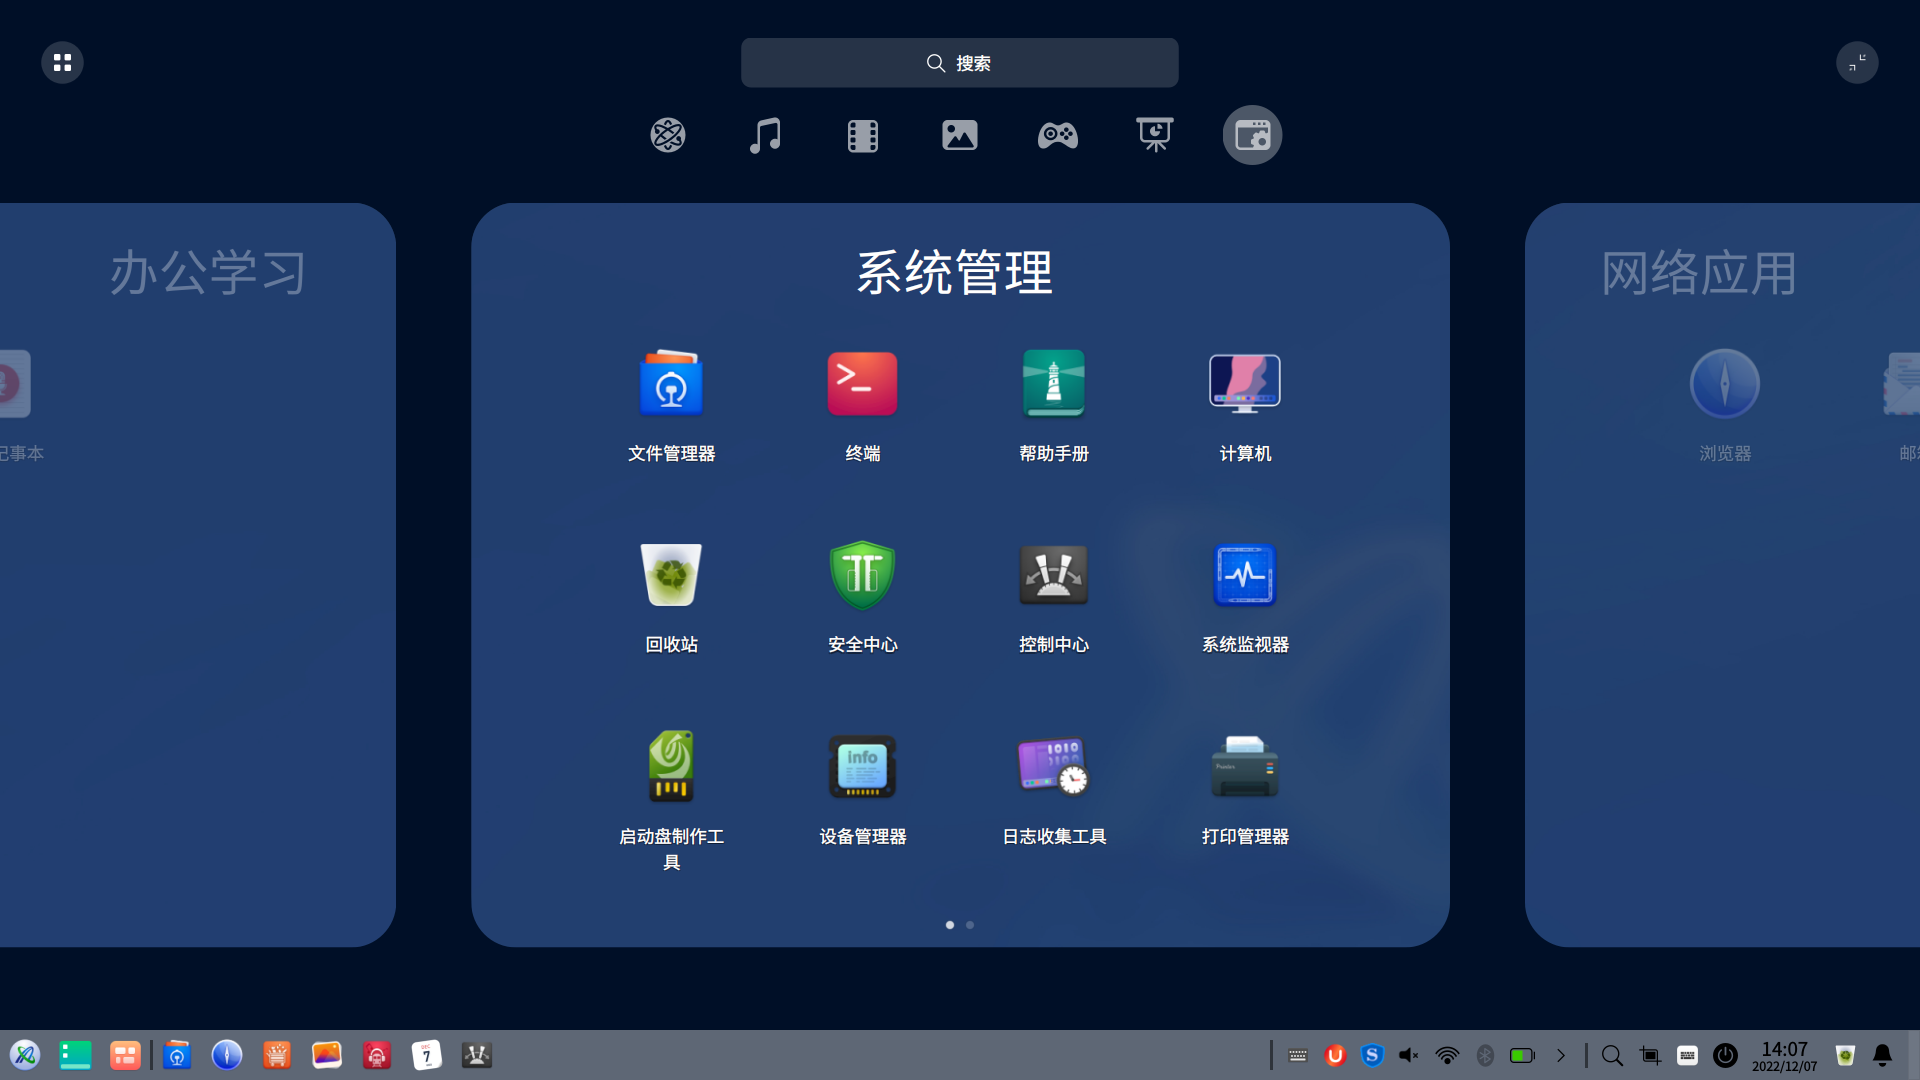 搜索
办公学习
系统管理
网络应用
记事本
文件管理器
终端
帮助手册
计算机
浏览器
回收站
安全中心
控制中心
系统监视器
info
1010
启动盘制作工
具
设备管理器
日志收集工具
打印管理器
DEC
7
14:07
2022/12/07